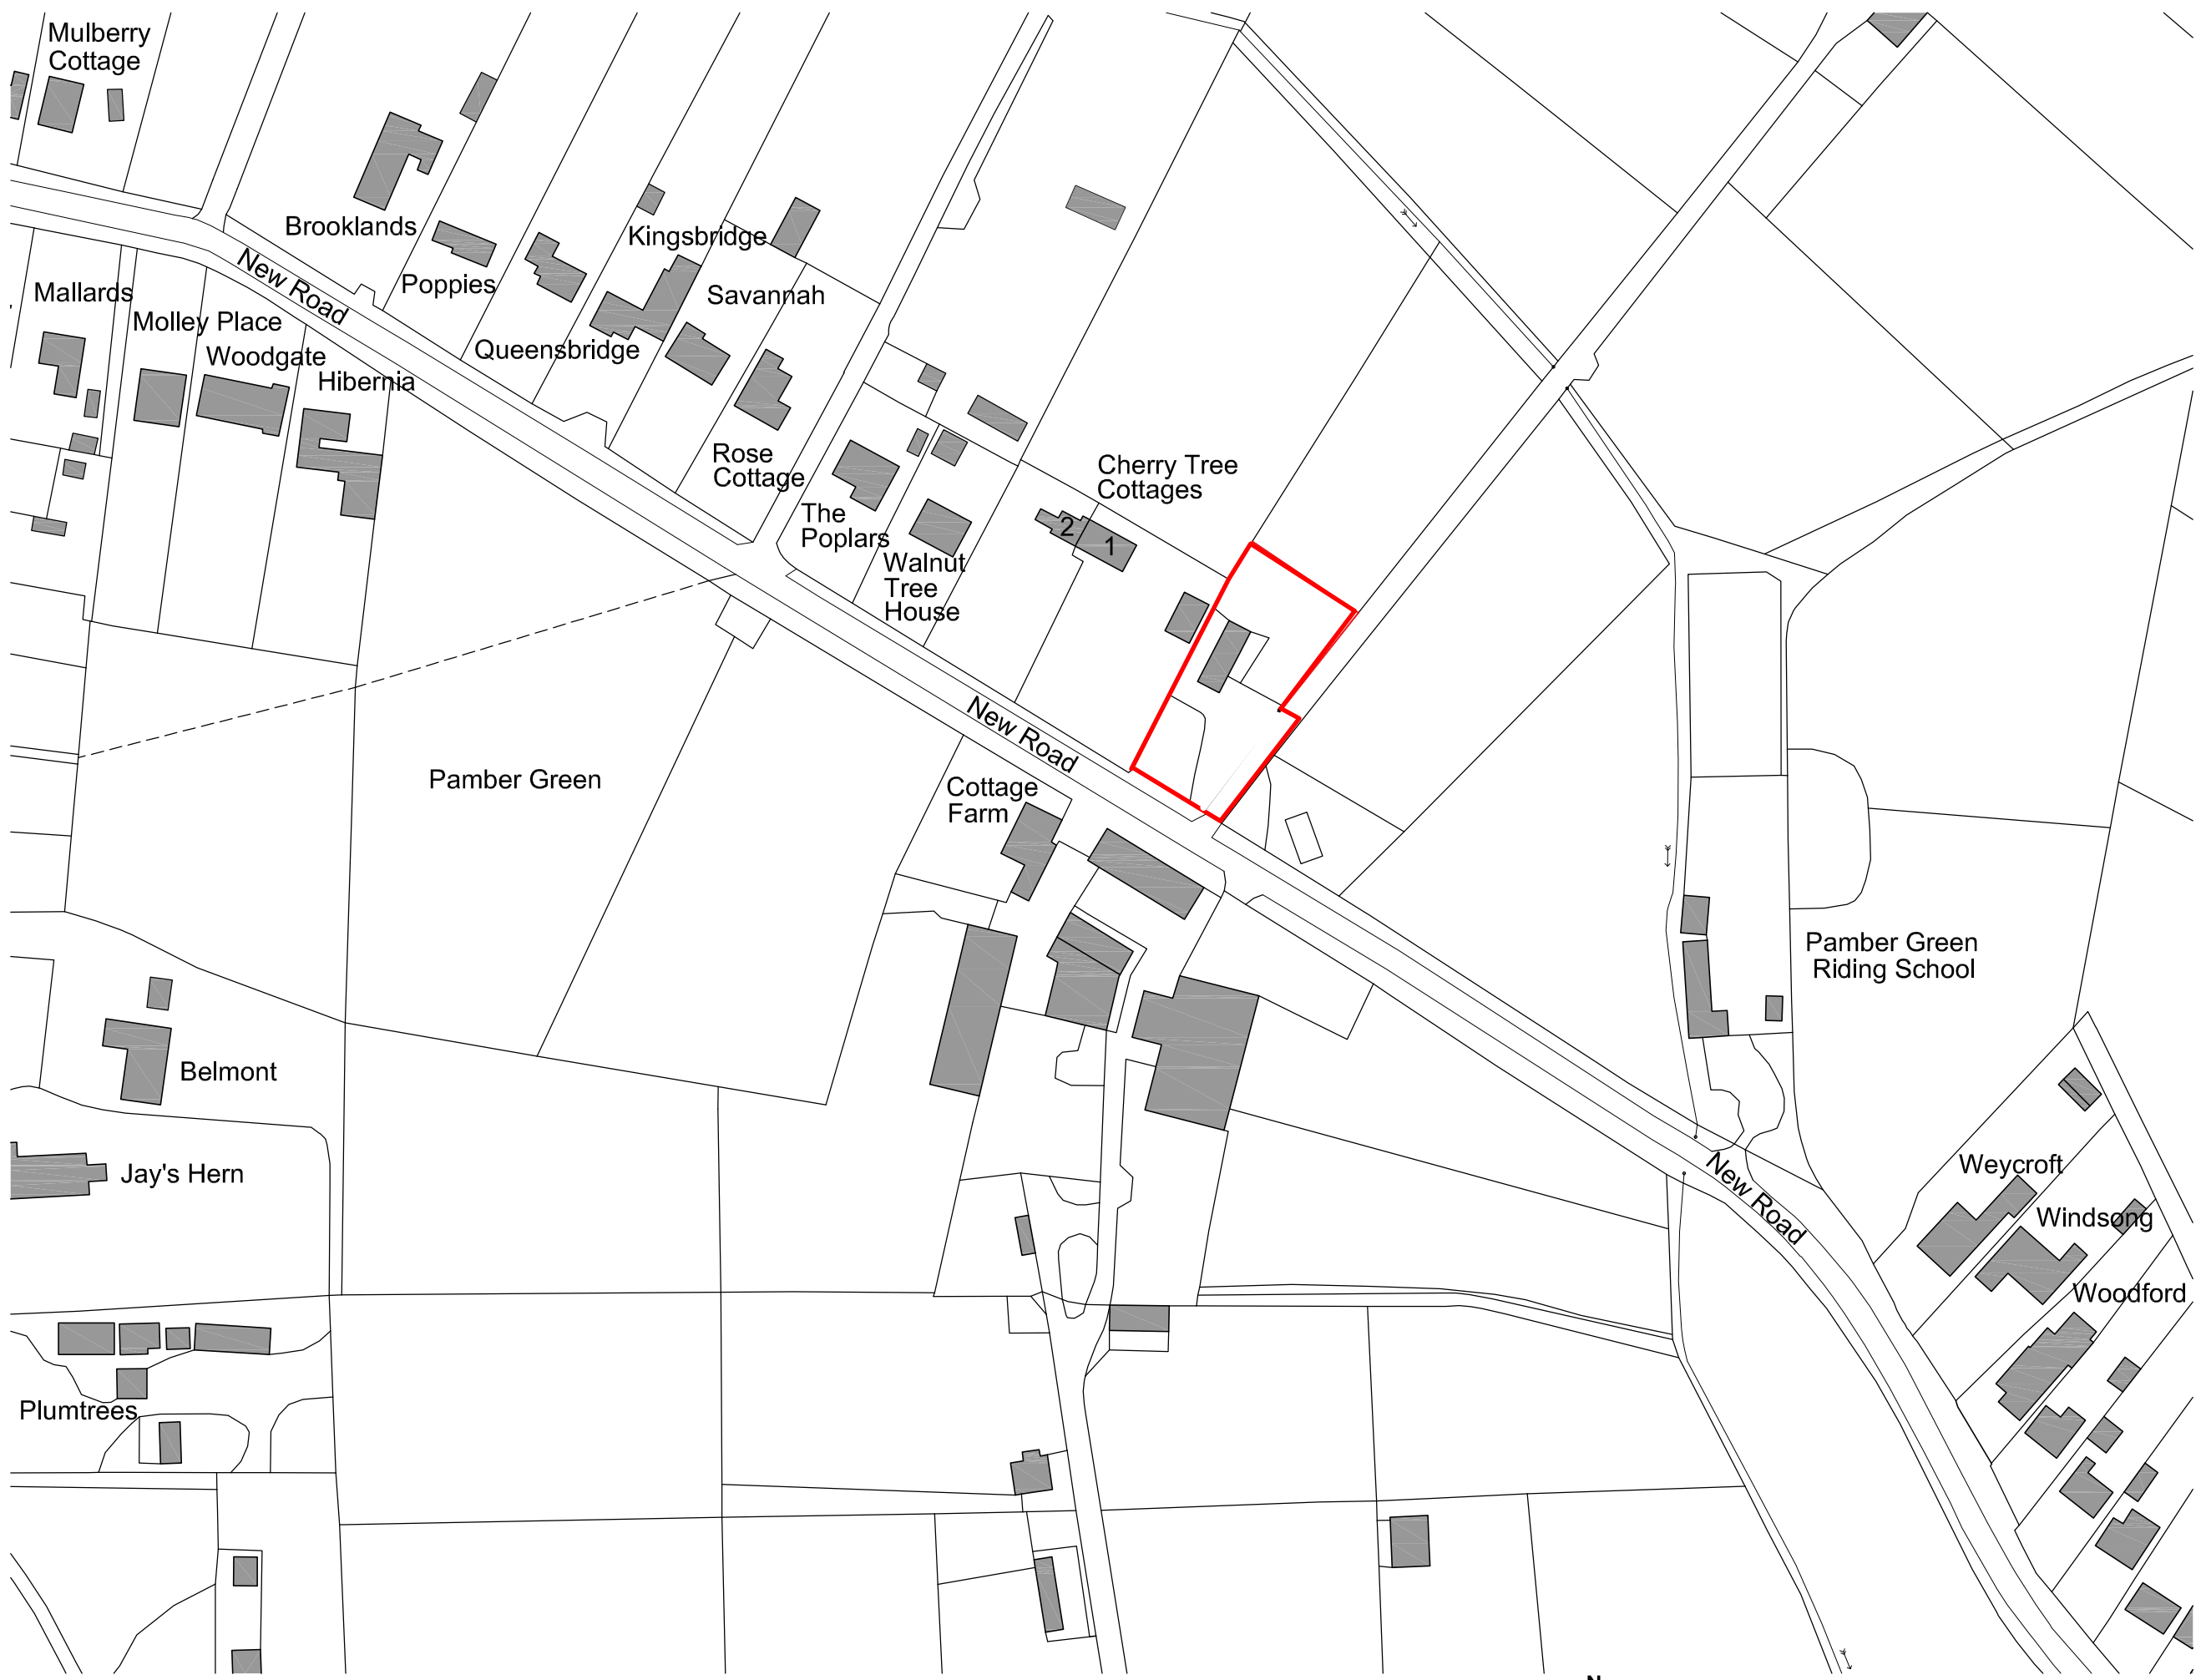 Mulberry
Cottage
Brooklands
Kingsbridge
New Road
Poppies
Mallards
Savannah
Molley Place
Queensbridge
Woodgate
Hibernia
Rose
Cottage
Cherry Tree
Cottages
The
Poplars
2
1
Walnut
Tree
House
New Road
Pamber Green
Cottage
Farm
Pamber Green
Riding School
Belmont
Jay's Hern
Weycroft
New Road
Windsong
Woodford
Plumtrees
N